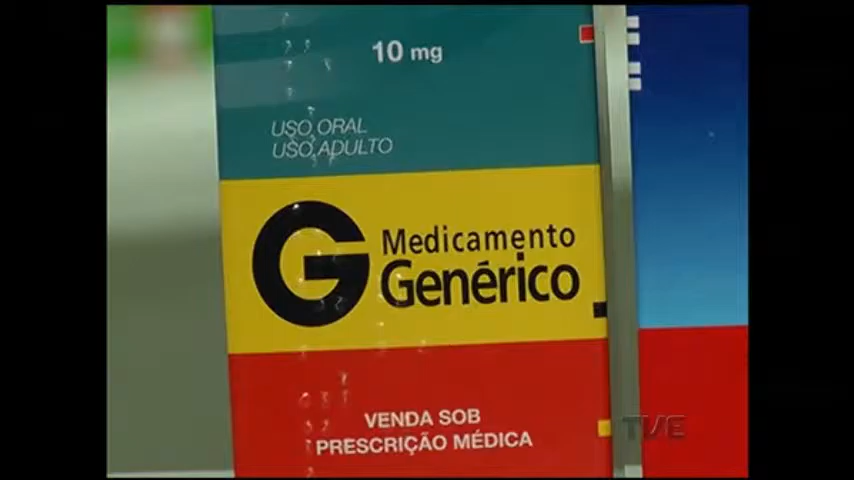 10 mg
USO ORAL
USO ADULTO
G Medicamento
Genérico
VENDA SOB
PRESCRIÇÃO MÉDICA
TVE